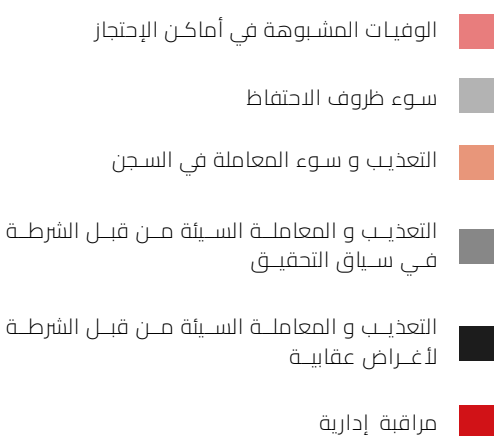 الوفيات المشبوهة في أماكن الإحتجاز
سوء ظروف الاحتفاظ
التعذيب و سوء المعاملة في السجن
التعذيب و المعاملة السيئة من قبل الشرطة
في سياق التحقيق
التعذيب و المعاملة السيئة من قبل الشرطة
لأغراض عقابية
مراقبة إدارية